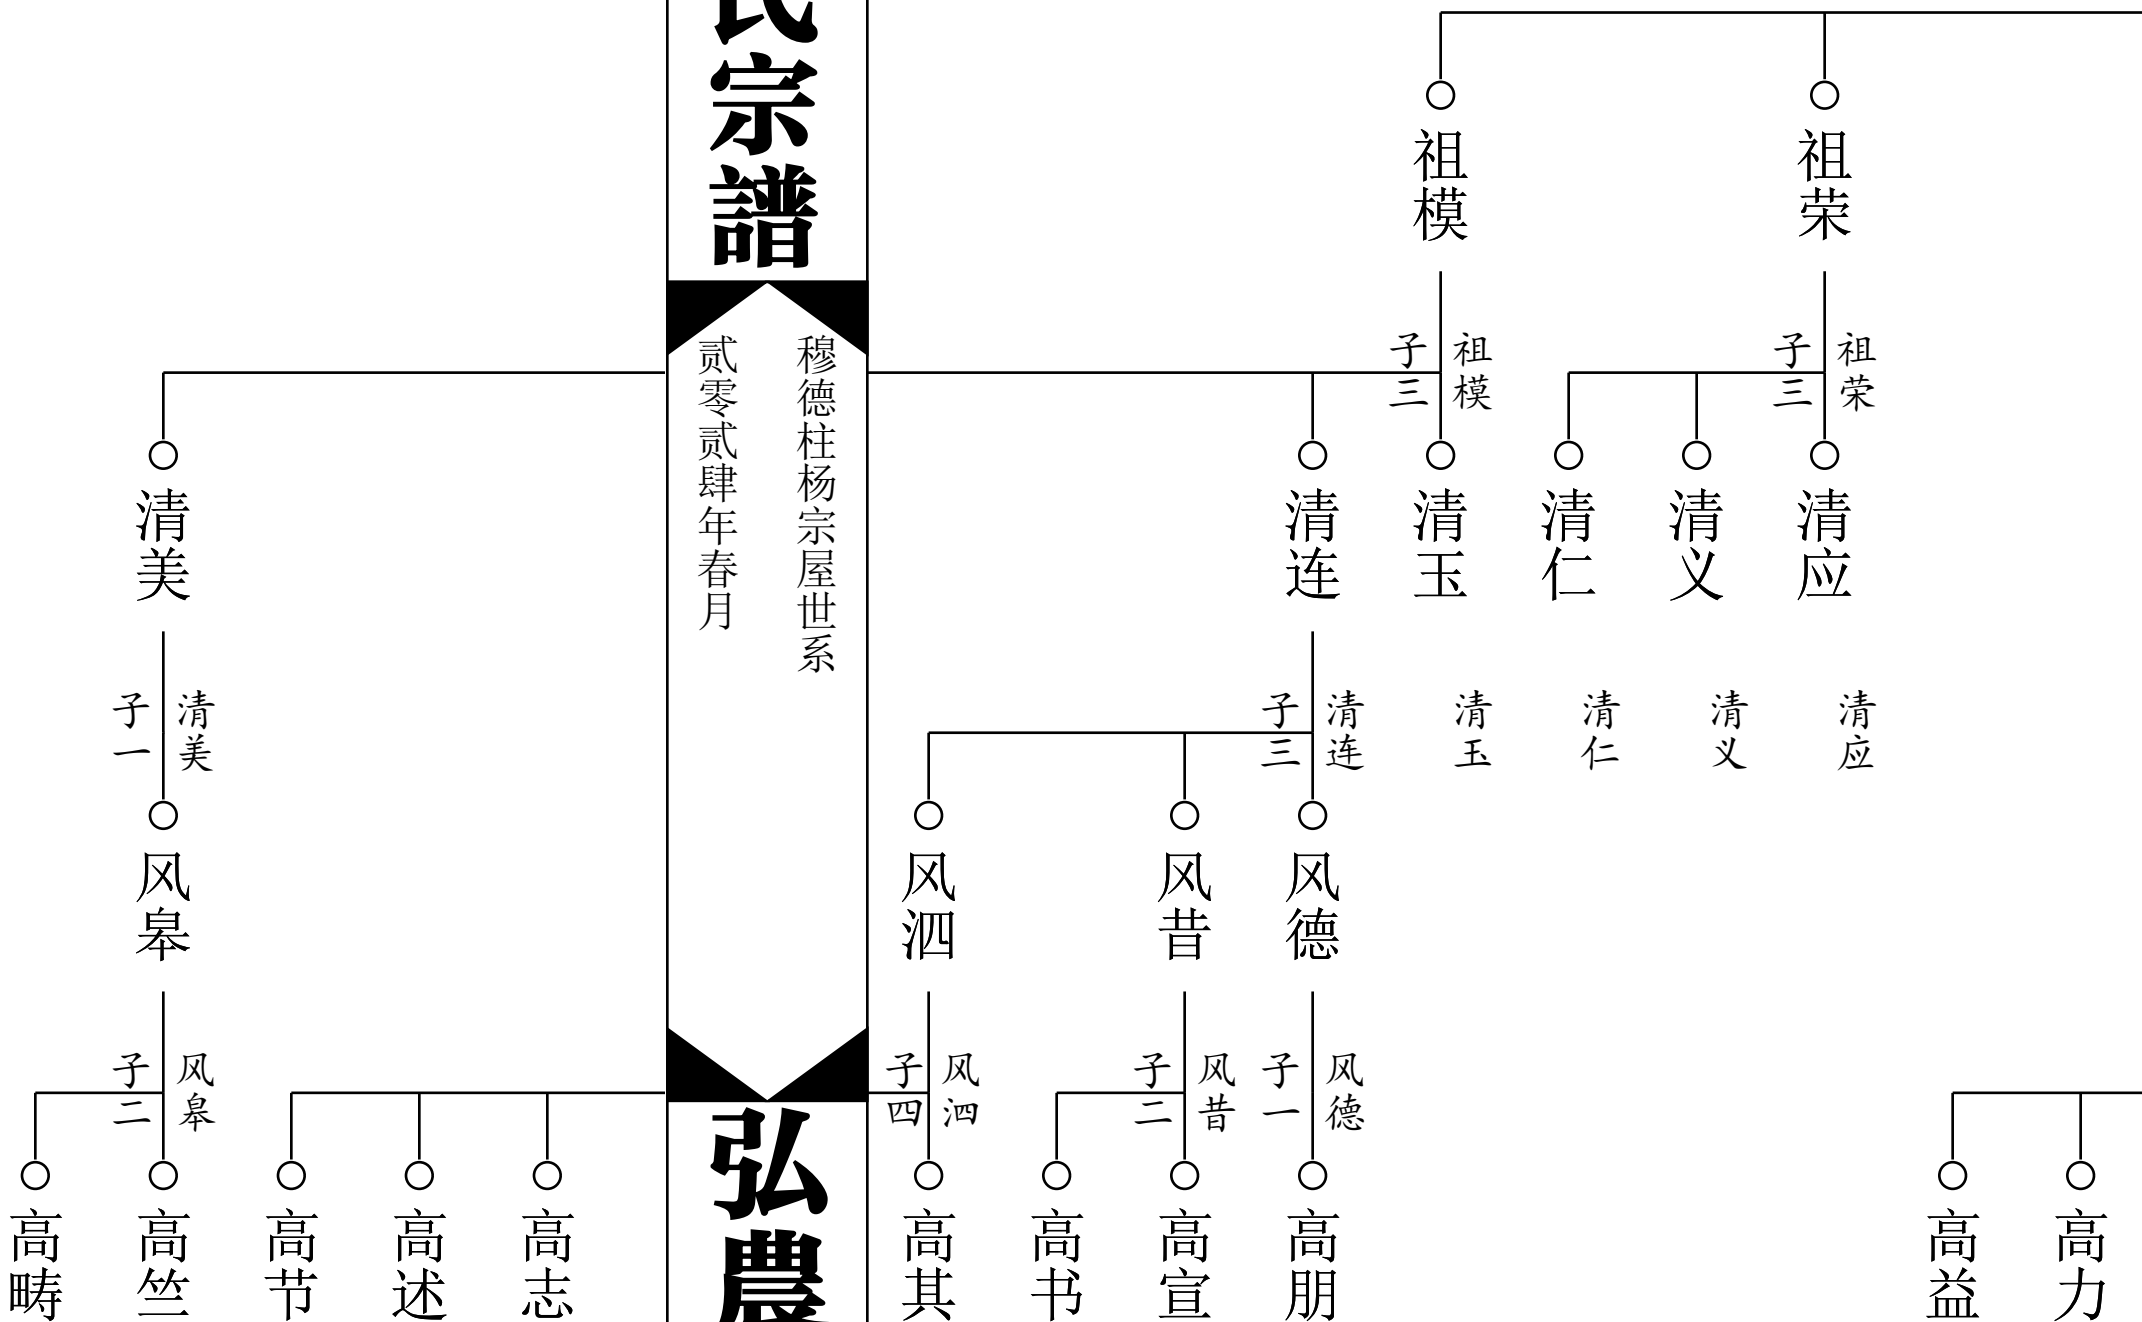 祖荣
祖模
祖荣
子三
祖模
子三
清应
清义
清仁
清玉
清连
清应
清义
清仁
清玉
清连
子三
风德
风昔
风泗
风德
子一
风昔
子二
风泗
子四
高力
高益
高朋
高宣
高书
高其
氏宗譜
穆德柱杨宗屋世系
贰零贰肆年春月
弘農
清美
清美
子一
风皋
风皋
子二
高志
高述
高节
高竺
高畴